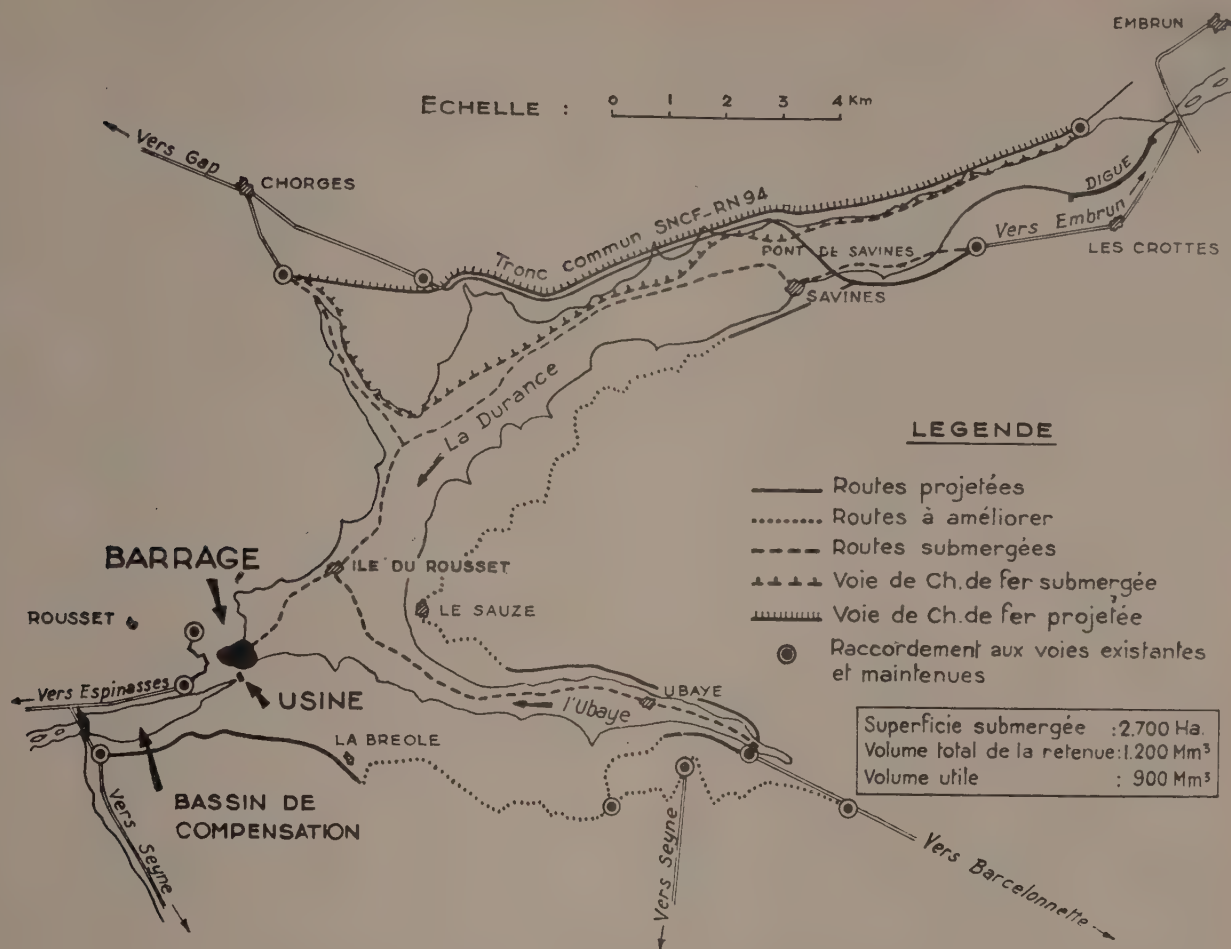 EMBRUN
ECHELLE : 0 1 2 3 4 Km
Vers Gap
CHORGES
Tronc commun SNCF_RN94
DIGUE
Vers Embrun
LES CROTTES
PONT DE SAVINES
SAVINES
La Durance
BARRAGE
ILE DU ROUSSET
ROUSSET
LE SAUZE
Vers Espinasses
USINE
UBAYE
l'Ubaye
LA BREOLE
BASSIN DE
COMPENSATION
Vers Seyne
Vers Seyne
Vers Barcelonnette
LEGENDE
Routes projetées
Routes à améliorer
Routes submergées
Voie de Ch. de fer submergée
Voie de Ch. de fer projetée
Raccordement aux voies existantes
et maintenues
Superficie submergée : 2.700 Ha.
Volume total de la retenue : 1.200 Mm³
Volume utile : 900 Mm³